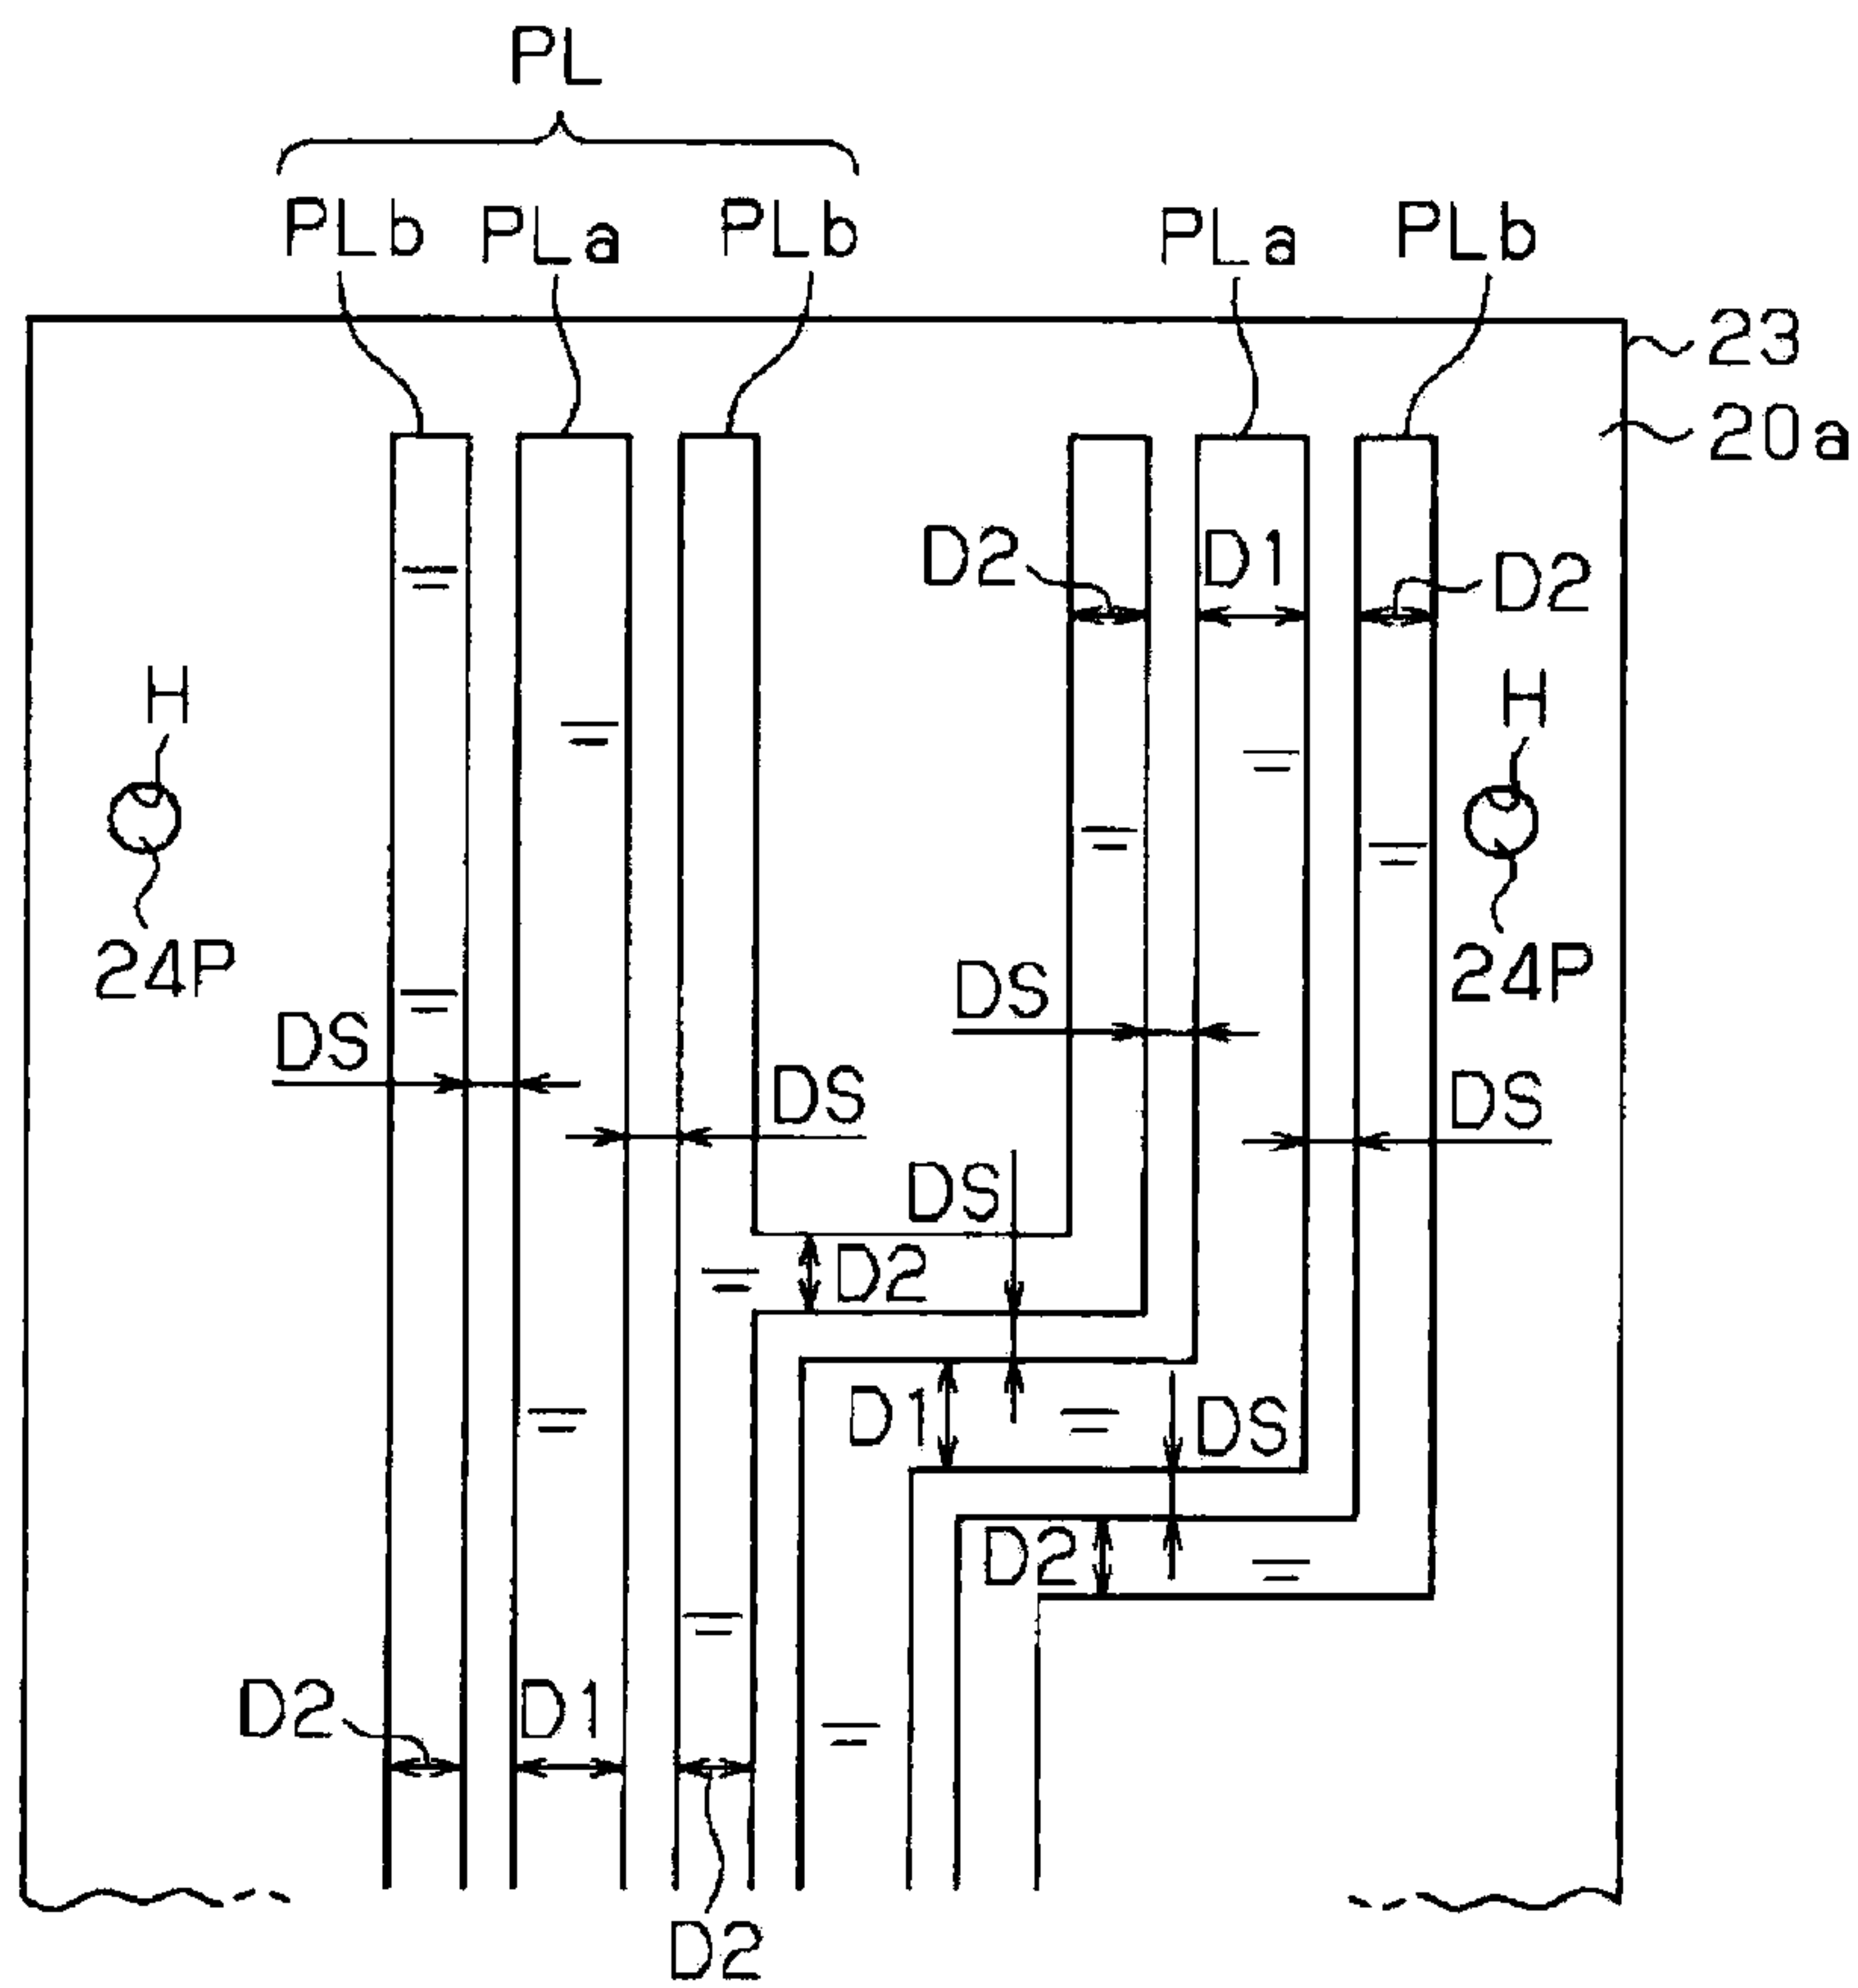 PL
PLb PLa PLb PLa PLb
23
20a
D2 D1 D2
H H
24P 24P
DS
DS
DS DS
DS
D2
D1 DS
D2
D2 D1
D2